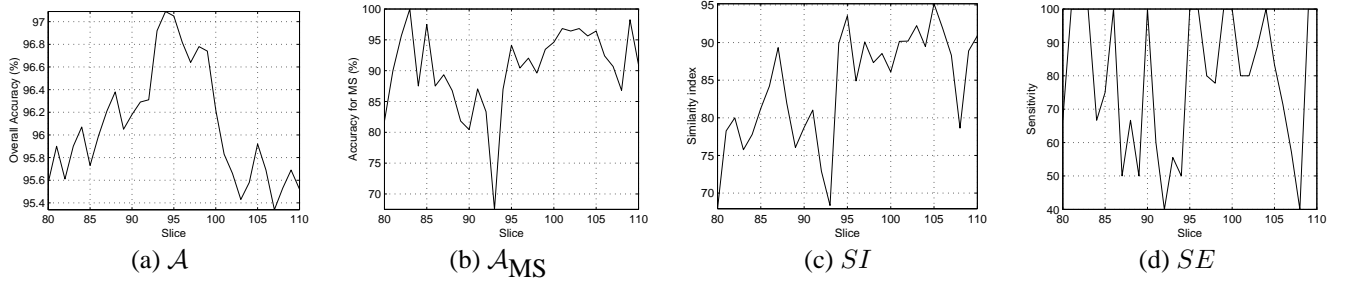 97
96.8
96.6
96.4
96.2
96
95.8
95.6
95.4
80 85 90 95 100 105 110
Overall Accuracy (%)
Slice
(a) 𝒜
100
95
90
85
80
75
70
80 85 90 95 100 105 110
Accuracy for MS (%)
Slice
(b) 𝒜MS
95
90
85
80
75
70
80 85 90 95 100 105 110
Similarity index
Slice
(c) SI
100
90
80
70
60
50
40
80 85 90 95 100 105 110
Sensitivity
Slice
(d) SE